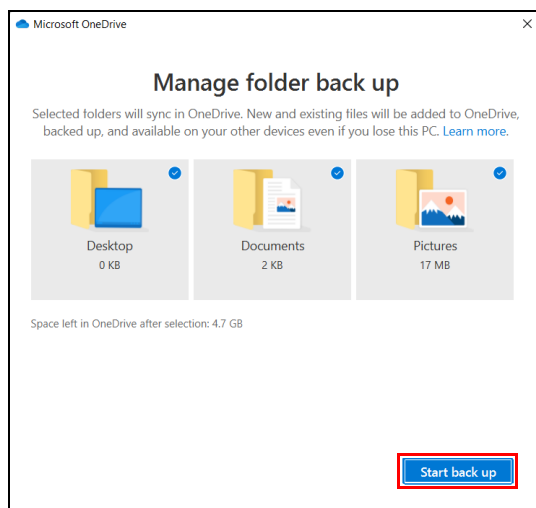 Microsoft OneDrive
Manage folder back up
Selected folders will sync in OneDrive. New and existing files will be added to OneDrive,
backed up, and available on your other devices even if you lose this PC. Learn more.
Desktop
0 KB
Documents
2 KB
Pictures
17 MB
Space left in OneDrive after selection: 4.7 GB
Start back up